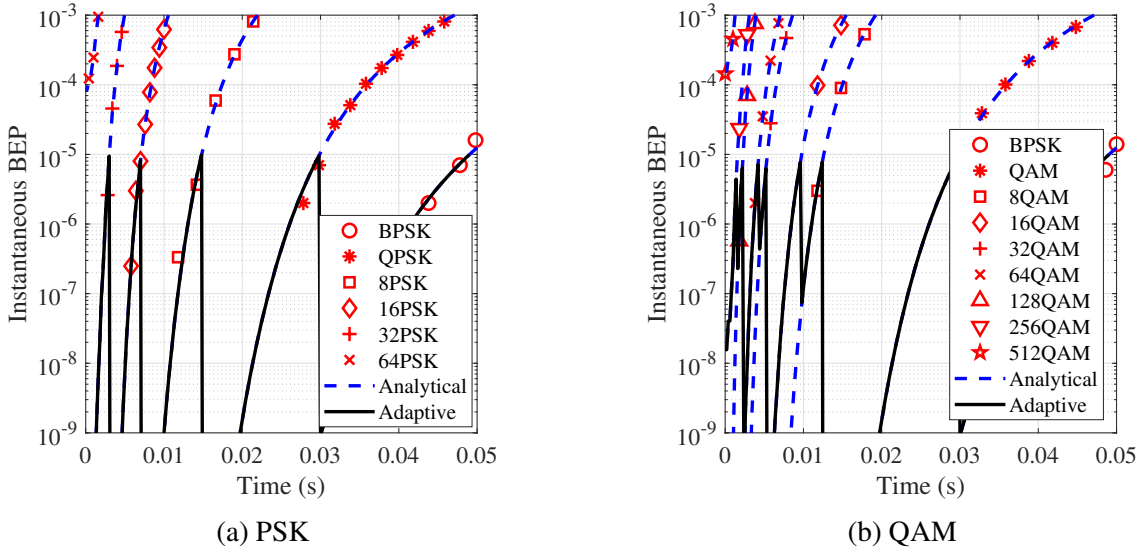 Instantaneous BEP
10^-3
10^-4
10^-5
10^-6
10^-7
10^-8
10^-9
0 0.01 0.02 0.03 0.04 0.05
Time (s)
BPSK
QPSK
8PSK
16PSK
32PSK
64PSK
Analytical
Adaptive
(a) PSK
Instantaneous BEP
10^-3
10^-4
10^-5
10^-6
10^-7
10^-8
10^-9
0 0.01 0.02 0.03 0.04 0.05
Time (s)
BPSK
QAM
8QAM
16QAM
32QAM
64QAM
128QAM
256QAM
512QAM
Analytical
Adaptive
(b) QAM